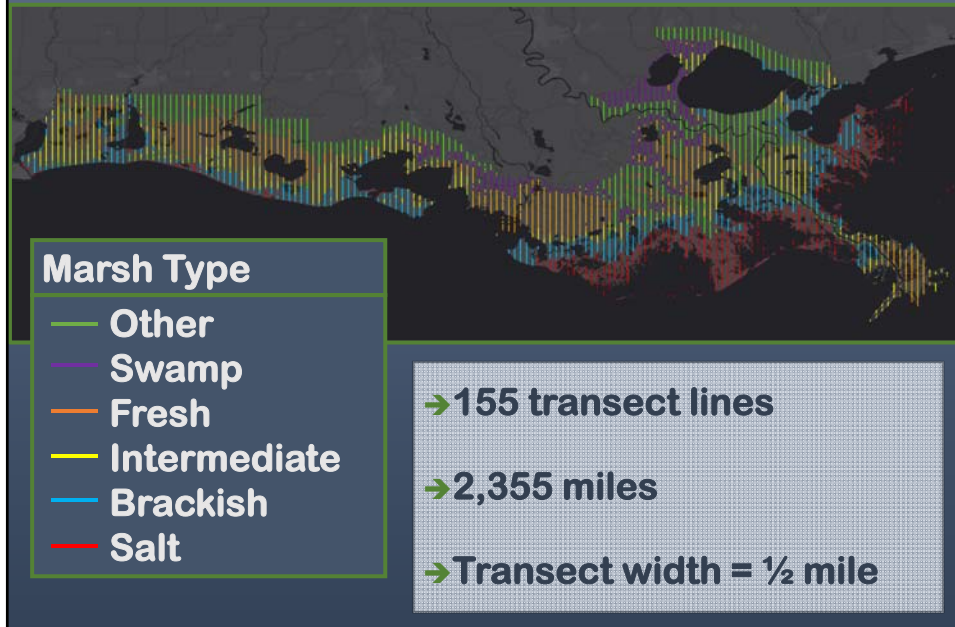 Marsh Type
Other
Swamp
Fresh
Intermediate
Brackish
Salt
➔155 transect lines
➔2,355 miles
➔Transect width = ½ mile